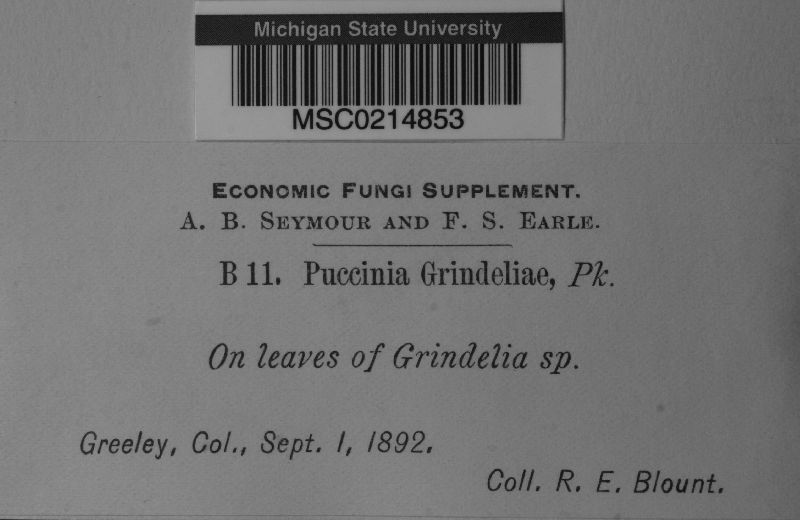 Michigan State University
MSC0214853
ECONOMIC FUNGI SUPPLEMENT.
A. B. SEYMOUR AND F. S. EARLE.
B 11. Puccinia Grindeliae, Pk.
On leaves of Grindelia sp.
Greeley, Col., Sept. 1, 1892.
Coll. R. E. Blount.